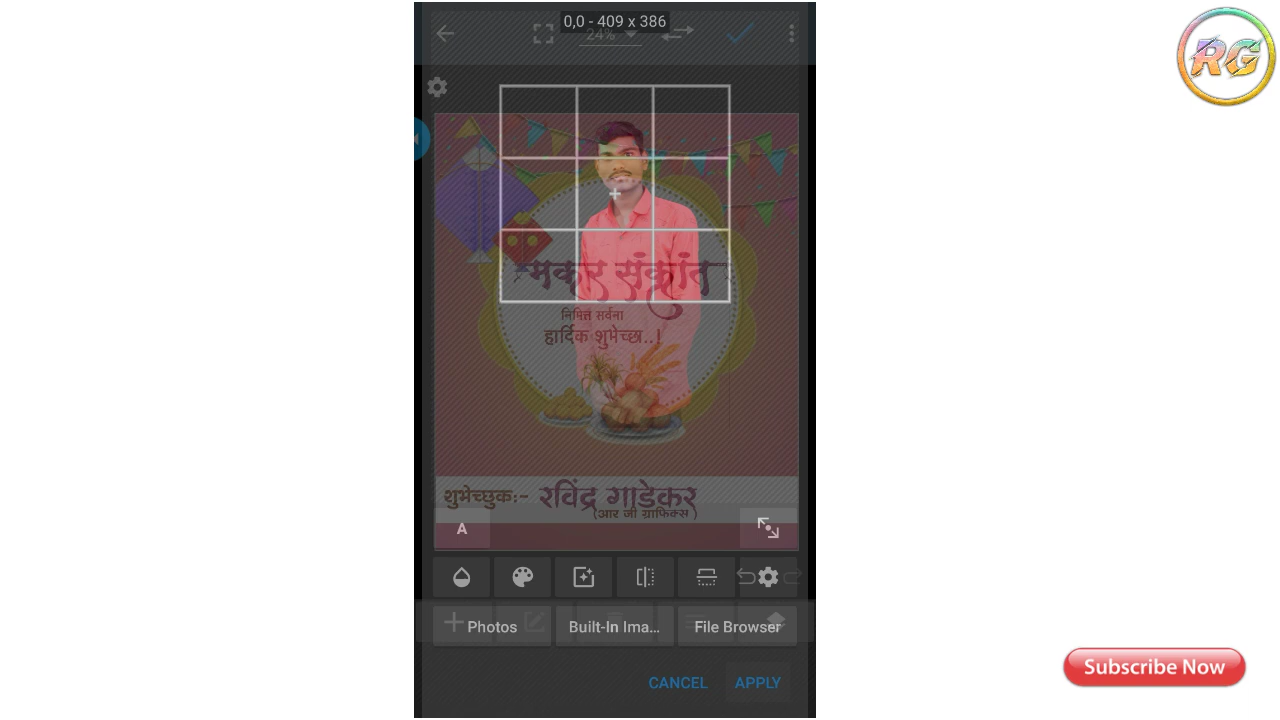 0,0 - 409 x 386
24%
RG
मकर संक्रांत
निमित्त सर्वना
हार्दिक शुभेच्छा..!
शुभेच्छुक:- रविंद्र गाडेकर
(आर जी ग्राफिक्स )
A
Photos
Built-In Ima...
File Browser
Subscribe Now
CANCEL
APPLY